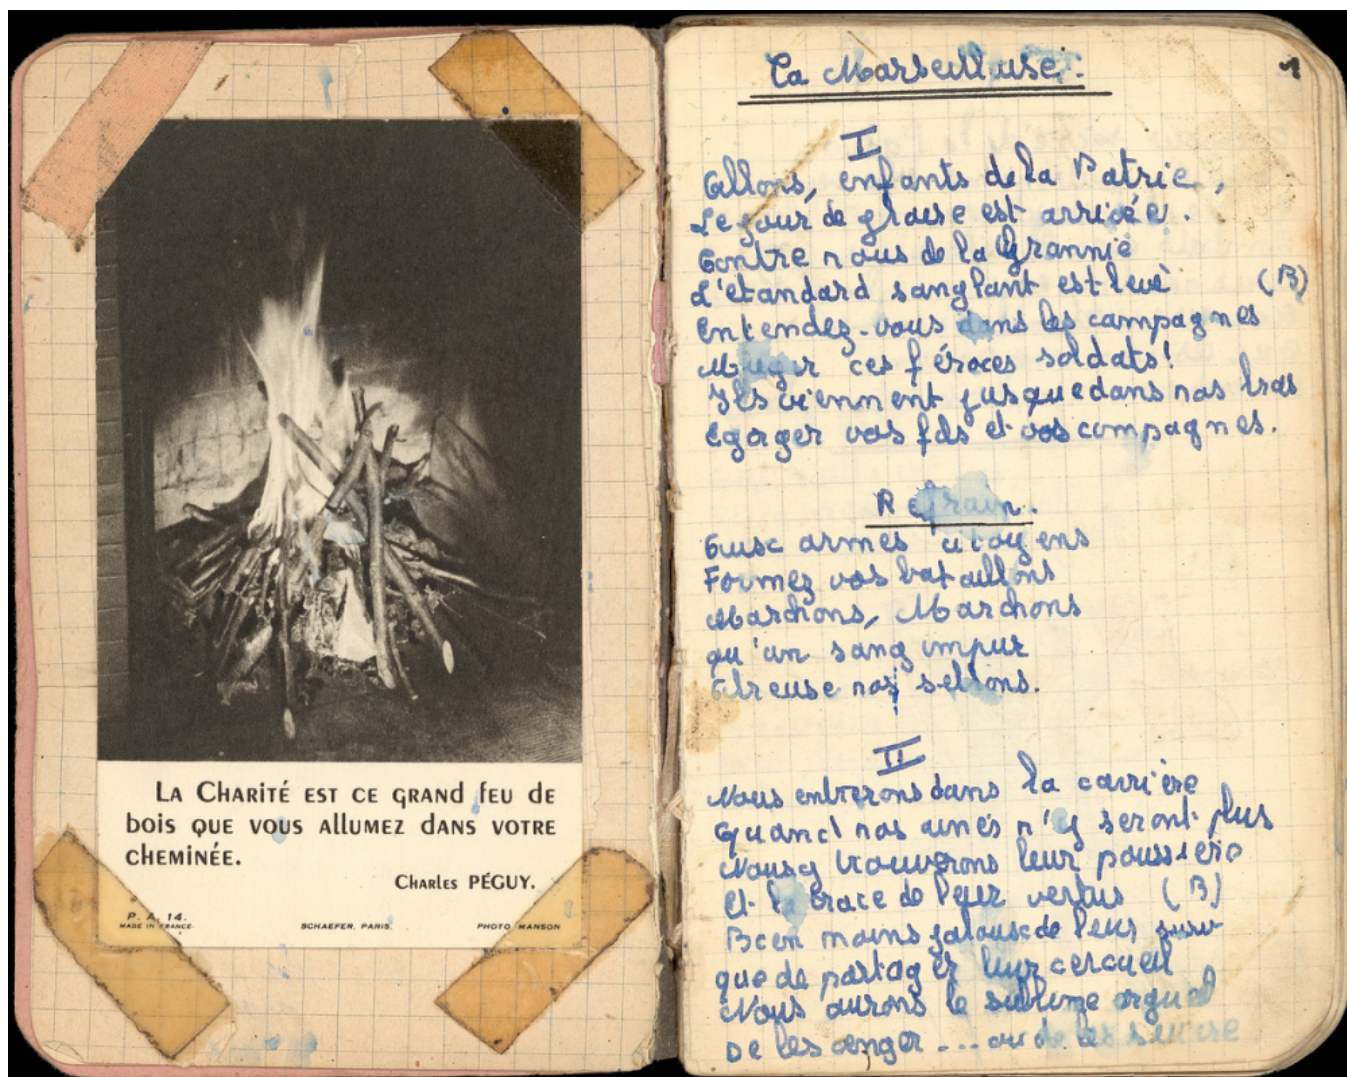 La Charité est ce grand feu de
bois que vous allumez dans votre
cheminée.
Charles PÉGUY.
P. A. 14.
MADE IN FRANCE
SCHAEFER, PARIS.
PHOTO MANSON
1
La Marseillaise.
I
Allons, enfants de la Patrie,
Le jour de gloire est arrivée.
Contre nous de la tyrannie
L'étandard sanglant est levé (B)
Entendez-vous dans les campagnes
Mugir ces féroces soldats!
Ils viennent jusque dans nos bras
Egorger vos fils et vos compagnes.
Refrain.
Aux armes citoyens
Formez vos bataillons
Marchons, Marchons
qu'un sang impur
Abreuse nos sellons.
II
Nous entrerons dans la carrière
Quand nos ainés n'y seront plus
Nous y trouverons leur poussière
Et la trace de leur vertus (B)
Bien moins jaloux de leur
que de partager leur cercueil
Nous aurons le sublime orguel
De les venger ... ou de les suivre